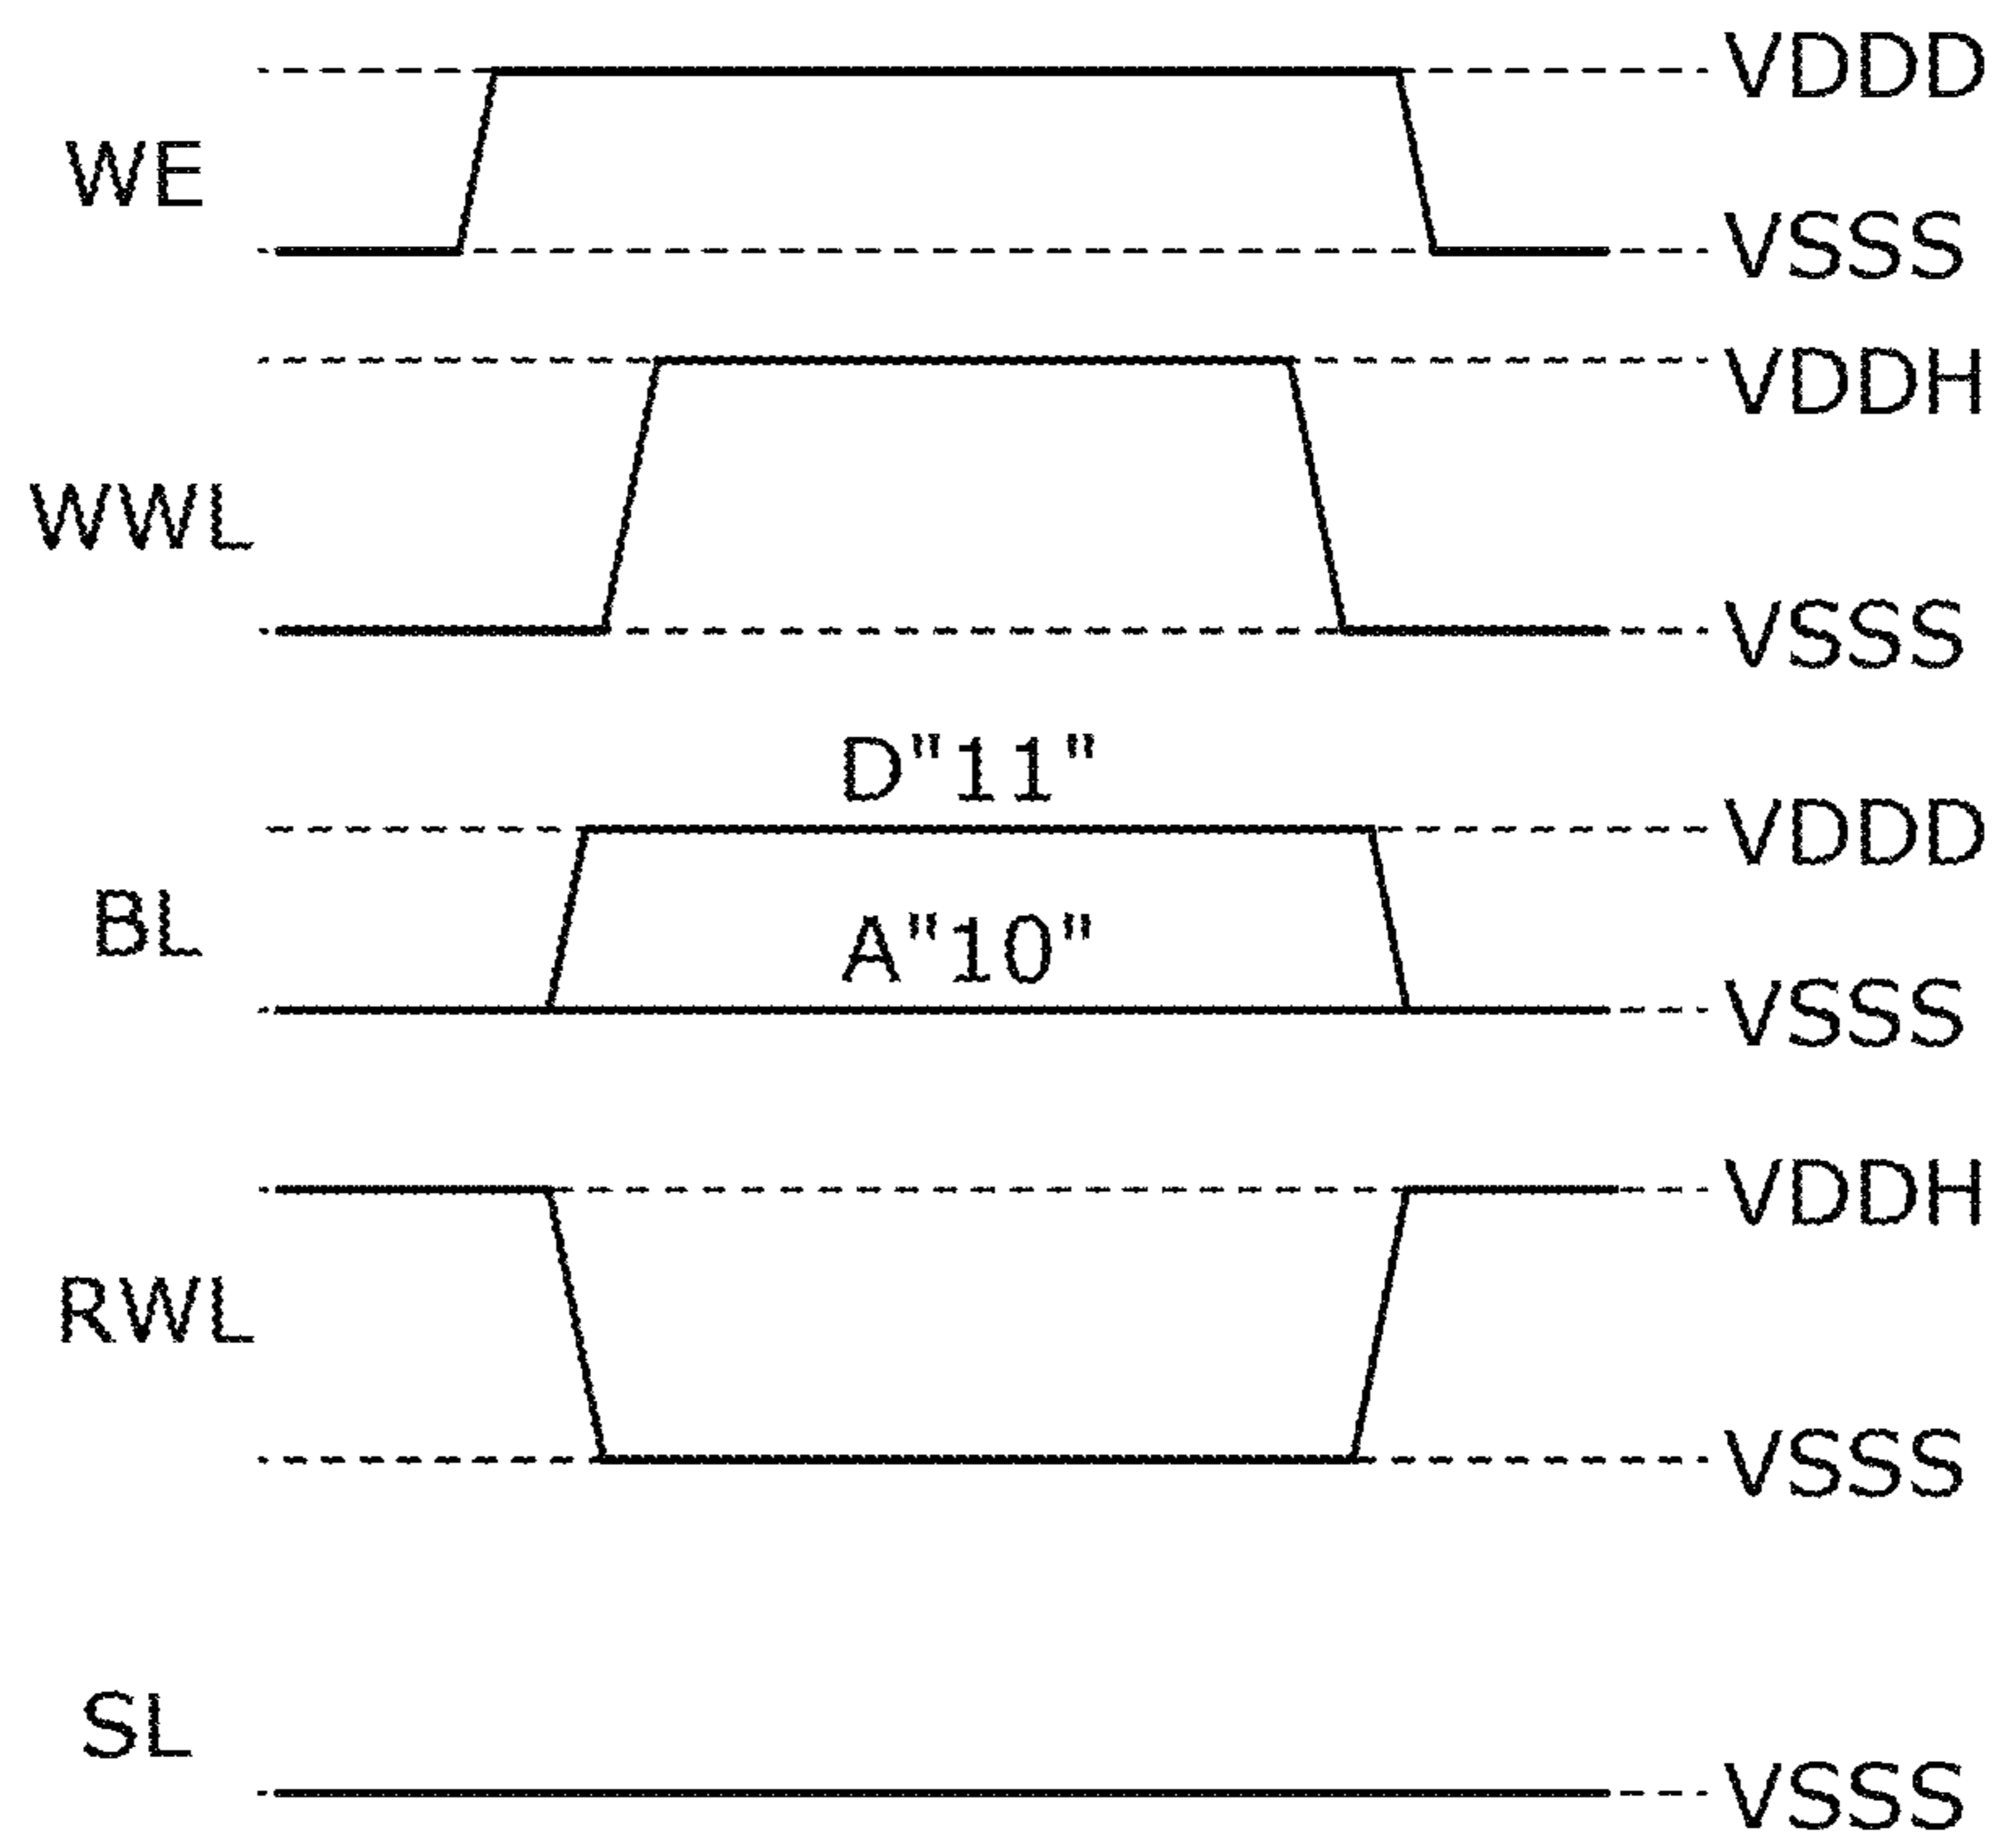 VDDD
WE
VSSS
VDDH
WWL
VSSS
D"11"
VDDD
BL
A"10"
VSSS
VDDH
RWL
VSSS
SL
VSSS